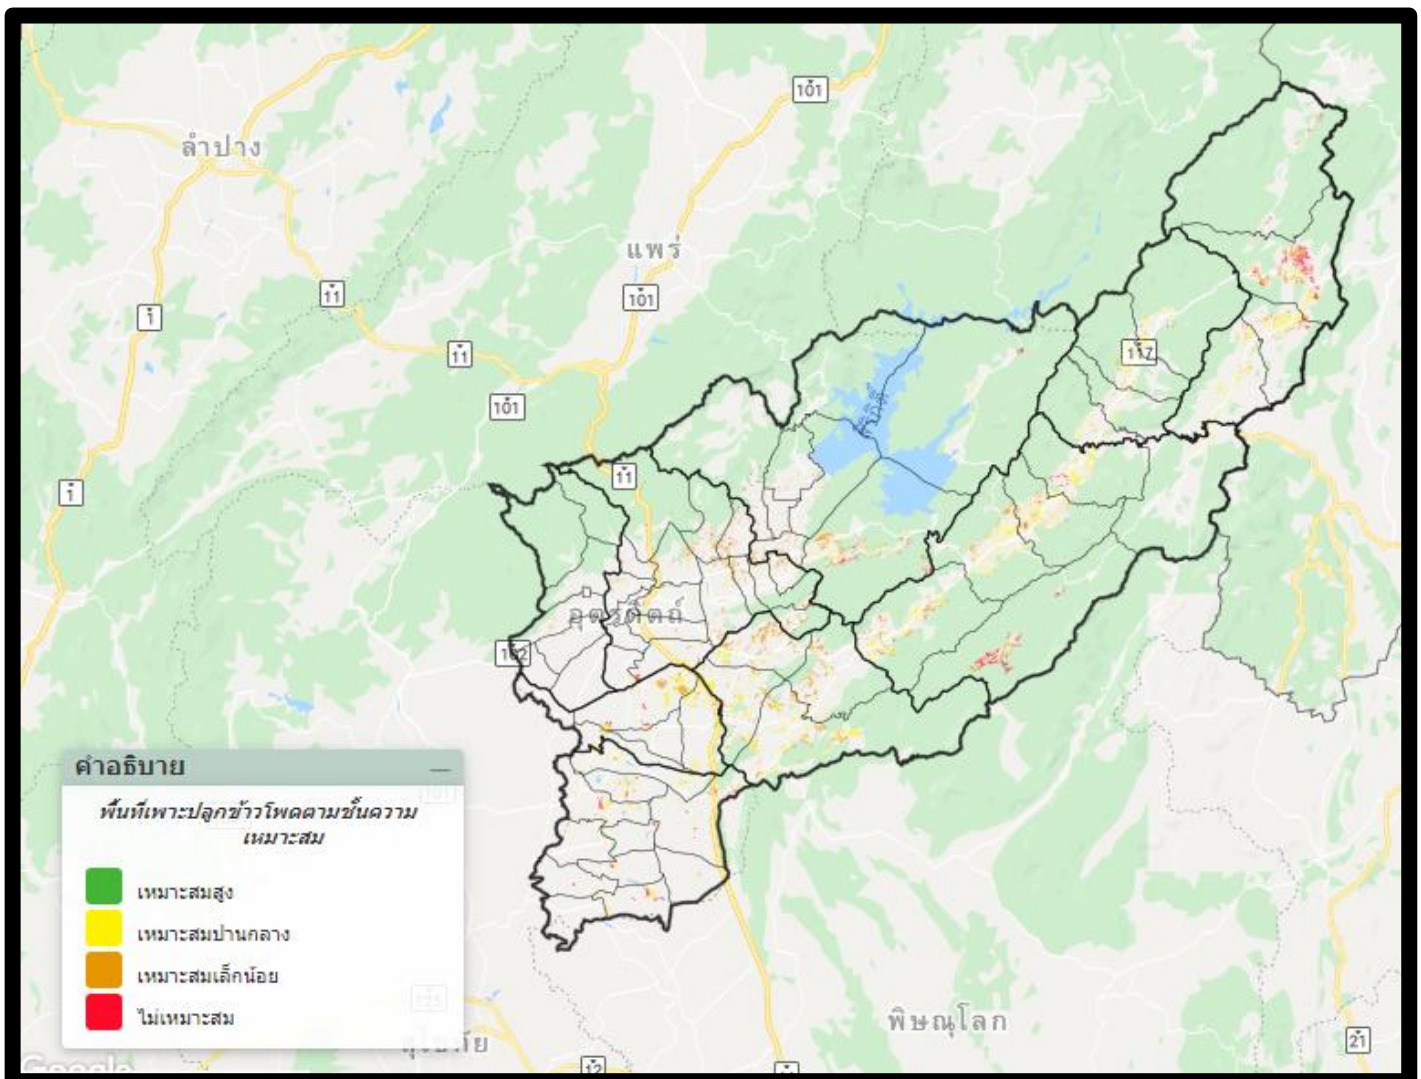 101
ลำปาง
แพร่
11
101
1
117
11
101
11
1
อุตรดิตถ์
102
คำอธิบาย
พื้นที่เพาะปลูกข้าวโพดตามชั้นความ
เหมาะสม
เหมาะสมสูง
เหมาะสมปานกลาง
เหมาะสมเล็กน้อย
ไม่เหมาะสม
พิษณุโลก
21
12
Google